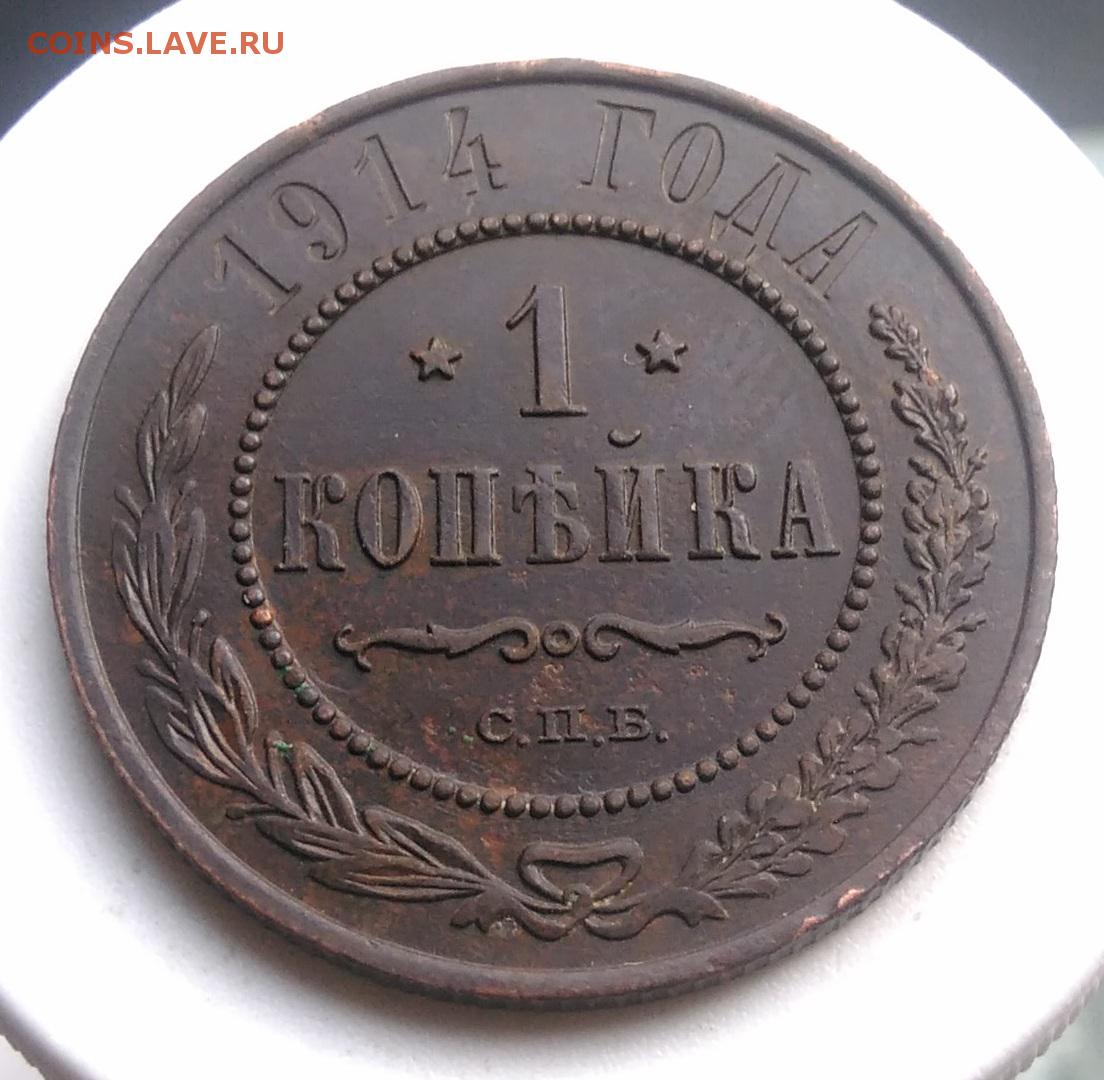 COINS.LAVE.RU
1914 ГОДА
1
КОПѢЙКА
С.П.Б.